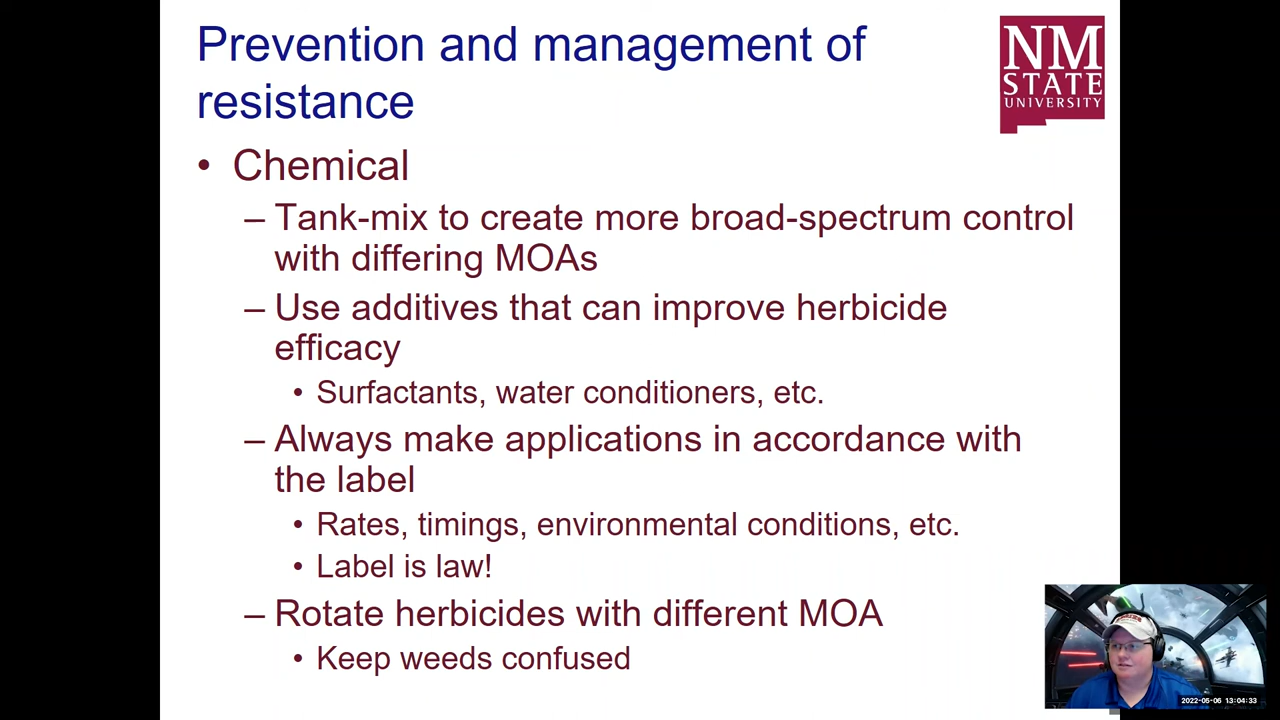 Prevention and management of
resistance
NM
STATE
UNIVERSITY
• Chemical
– Tank-mix to create more broad-spectrum control
with differing MOAs
– Use additives that can improve herbicide
efficacy
• Surfactants, water conditioners, etc.
– Always make applications in accordance with
the label
• Rates, timings, environmental conditions, etc.
• Label is law!
– Rotate herbicides with different MOA
• Keep weeds confused
2022-05-06 13:04:33